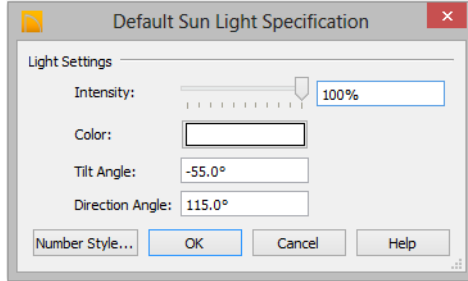 Default Sun Light Specification
Light Settings
Intensity: 100%
Color:
Tilt Angle: -55.0°
Direction Angle: 115.0°
Number Style... OK Cancel Help